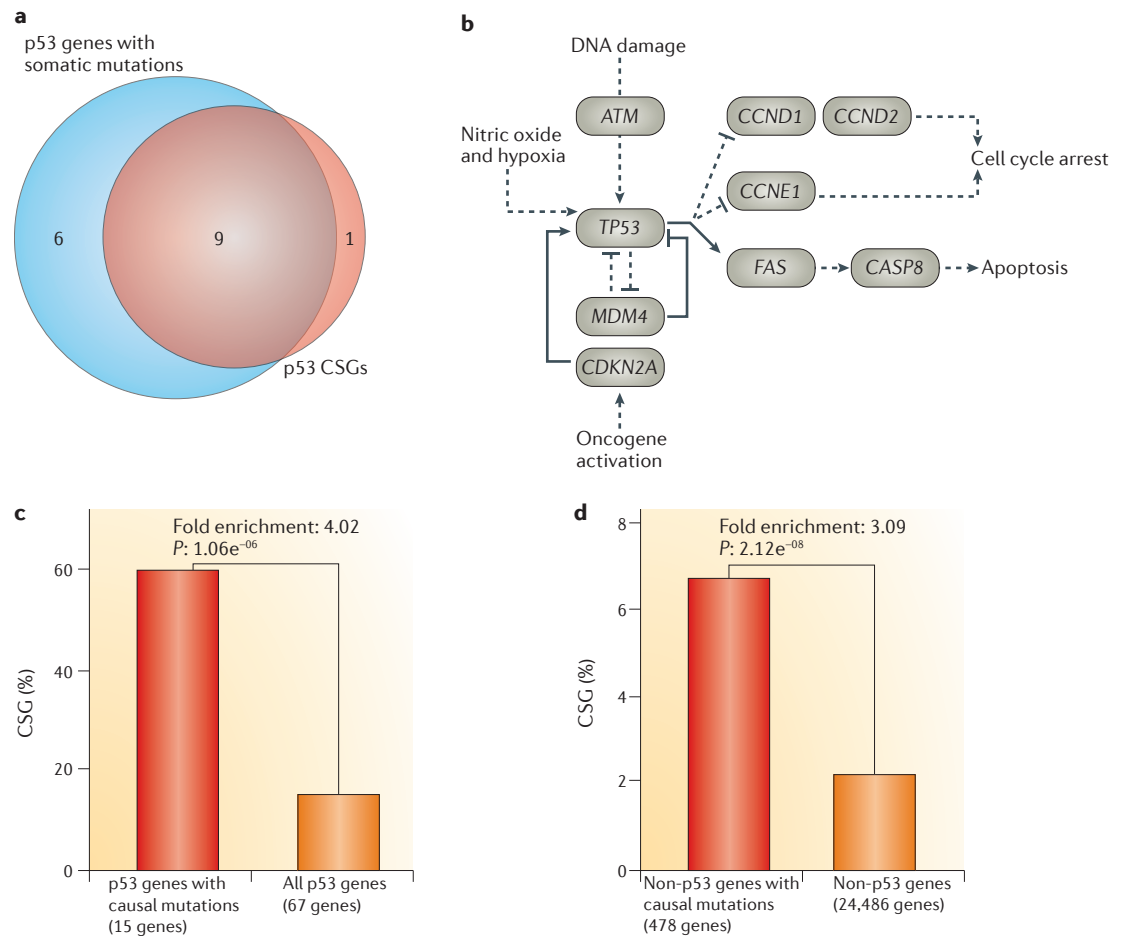 a
p53 genes with
somatic mutations
6
9
1
p53 CSGs
b
DNA damage
ATM
Nitric oxide
and hypoxia
TP53
MDM4
CDKN2A
Oncogene
activation
CCND1
CCND2
Cell cycle arrest
CCNE1
FAS
CASP8
Apoptosis
c
Fold enrichment: 4.02
P: 1.06e⁻⁰⁶
CSG (%)
60
40
20
0
p53 genes with
causal mutations
(15 genes)
All p53 genes
(67 genes)
d
Fold enrichment: 3.09
P: 2.12e⁻⁰⁸
CSG (%)
8
6
4
2
0
Non-p53 genes with
causal mutations
(478 genes)
Non-p53 genes
(24,486 genes)